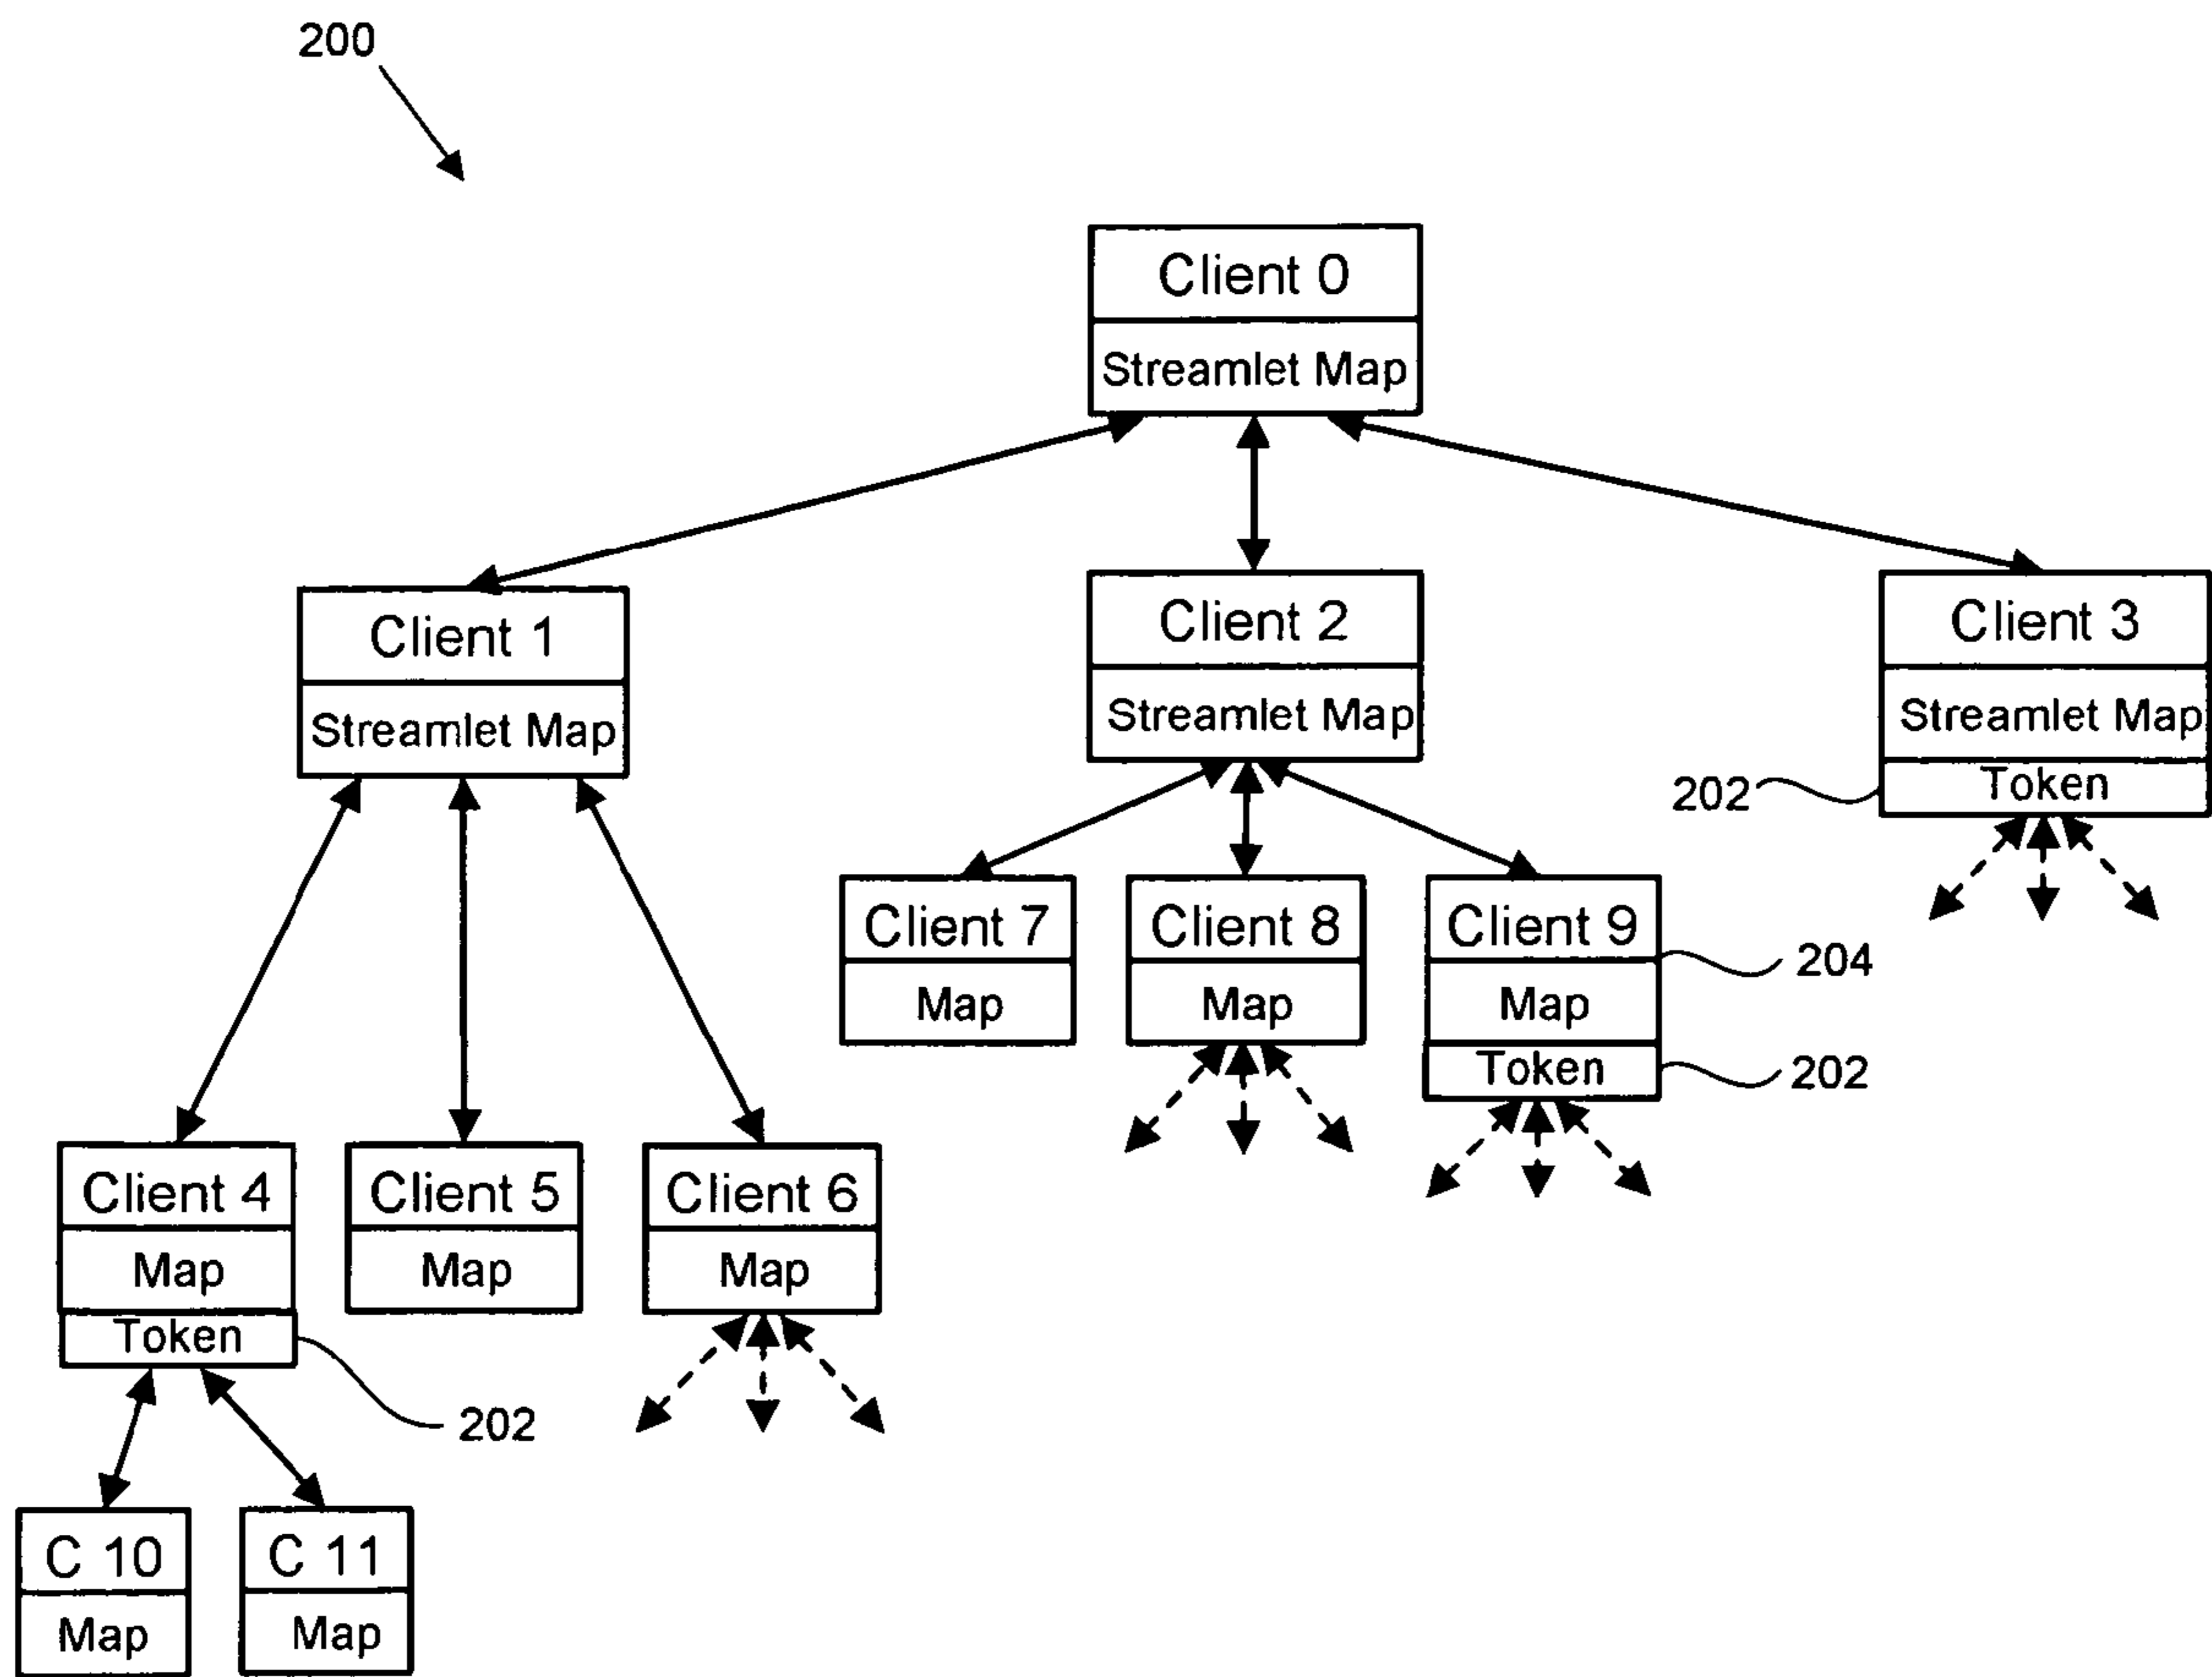 200
Client 0
Streamlet Map
Client 1
Streamlet Map
Client 2
Streamlet Map
Client 3
Streamlet Map
Token
202
Client 7
Map
Client 8
Map
Client 9
Map
Token
204
202
Client 4
Map
Token
202
Client 5
Map
Client 6
Map
C 10
Map
C 11
Map